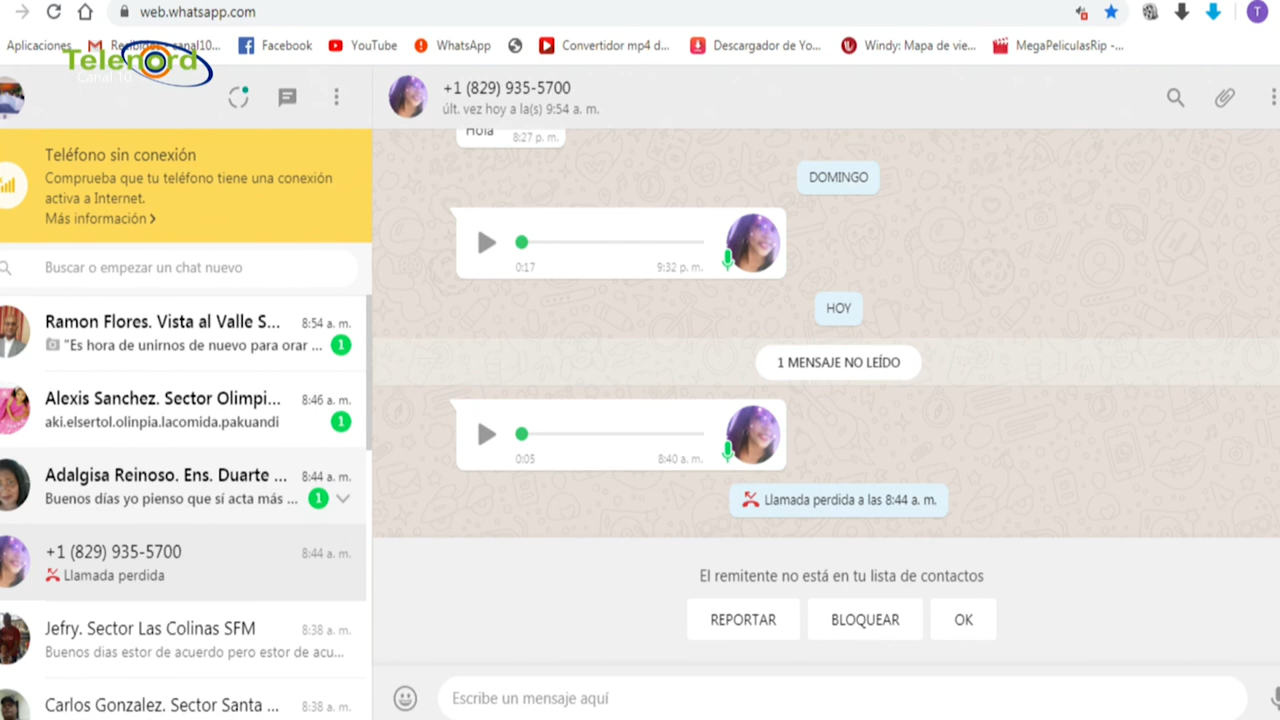 web.whatsapp.com
T
Aplicaciones
Facebook
YouTube
WhatsApp
Convertidor mp4 d...
Descargador de Yo...
Windy: Mapa de vie...
MegaPeliculasRip -...
Telenord
Canal 10
+1 (829) 935-5700
últ. vez hoy a la(s) 9:54 a. m.
Teléfono sin conexión
Comprueba que tu teléfono tiene una conexión
activa a Internet.
Más información
Buscar o empezar un chat nuevo
Ramon Flores. Vista al Valle S... 8:54 a. m.
"Es hora de unirnos de nuevo para orar ... 1
Alexis Sanchez. Sector Olimpi... 8:46 a. m.
aki.elsertol.olinpia.lacomida.pakuandi 1
Adalgisa Reinoso. Ens. Duarte ... 8:44 a. m.
Buenos días yo pienso que sí acta más ... 1
+1 (829) 935-5700 8:44 a. m.
Llamada perdida
Jefry. Sector Las Colinas SFM 8:38 a. m.
Buenos dias estor de acuerdo pero estor de acu...
Carlos Gonzalez. Sector Santa ... 8:38 a. m.
Hola 8:27 p. m.
DOMINGO
0:17 9:32 p. m.
HOY
1 MENSAJE NO LEÍDO
0:05 8:40 a. m.
Llamada perdida a las 8:44 a. m.
El remitente no está en tu lista de contactos
REPORTAR BLOQUEAR OK
Escribe un mensaje aquí